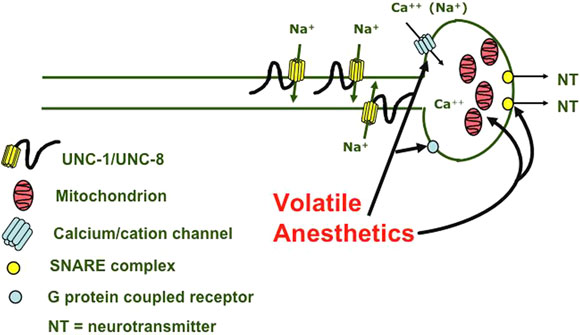 Ca⁺⁺ (Na⁺)
Na⁺
Na⁺
NT
Ca⁺⁺
NT
Na⁺
UNC-1/UNC-8
Mitochondrion
Volatile
Anesthetics
Calcium/cation channel
SNARE complex
G protein coupled receptor
NT = neurotransmitter